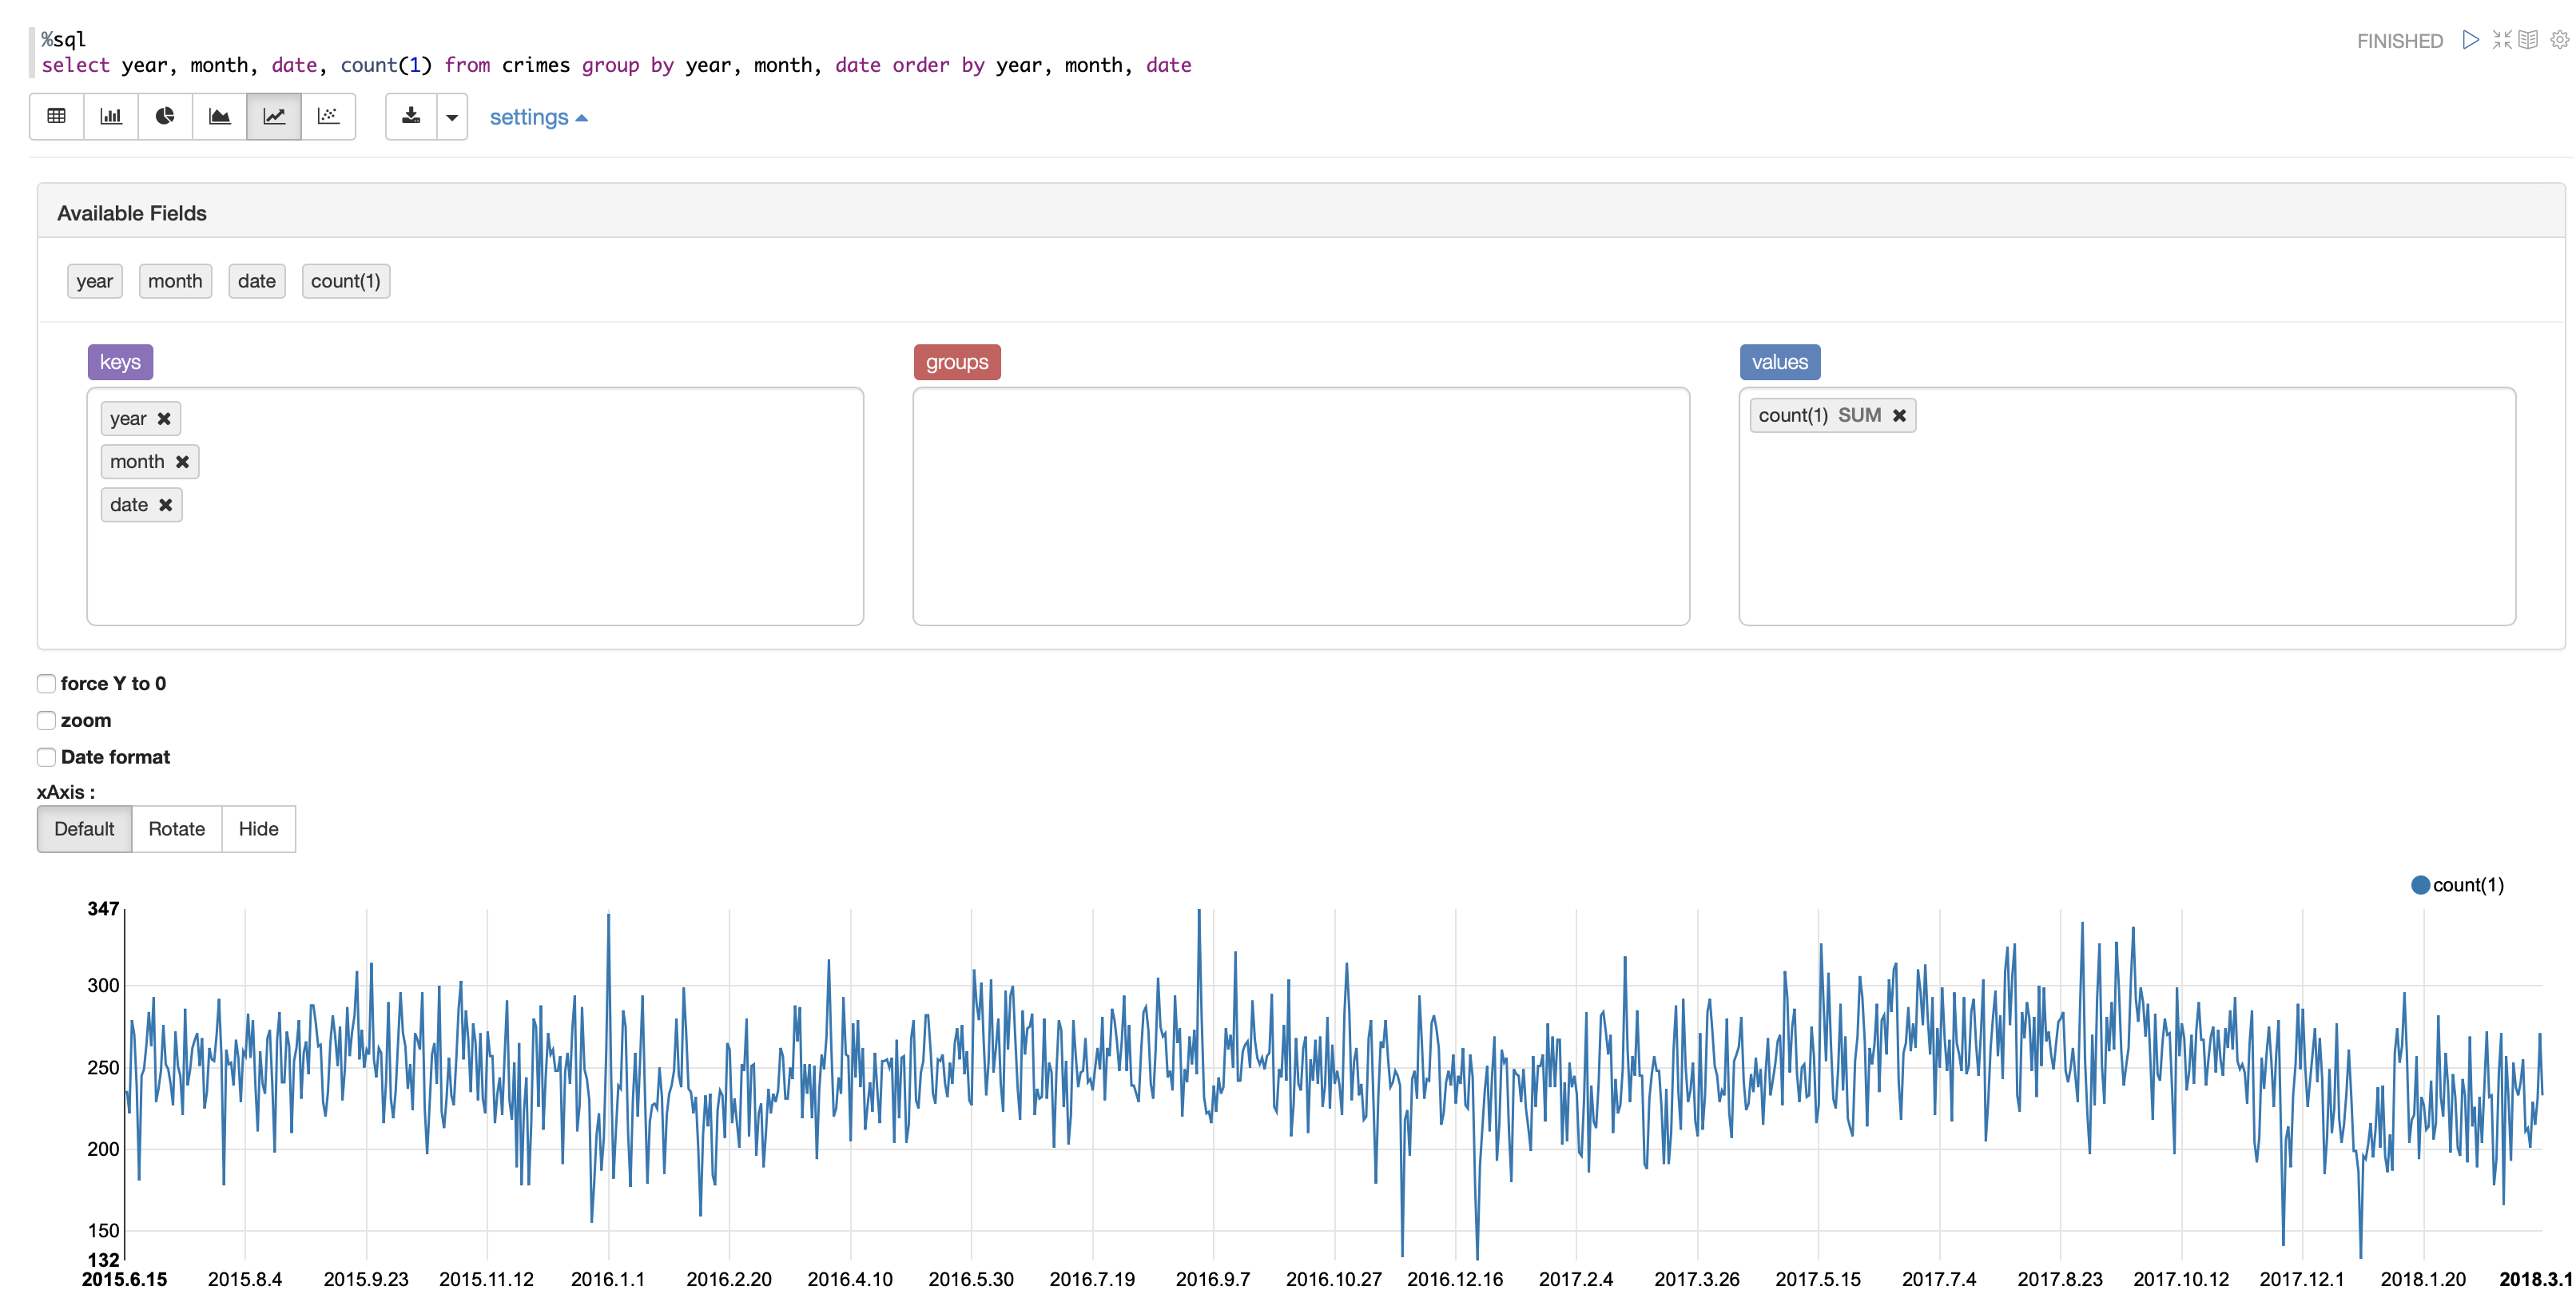 %sql
FINISHED
select year, month, date, count(1) from crimes group by year, month, date order by year, month, date
settings
Available Fields
year month date count(1)
keys groups values
year
month
date
count(1) SUM
force Y to 0
zoom
Date format
xAxis :
Default Rotate Hide
count(1)
347
300
250
200
150
132
2015.6.15 2015.8.4 2015.9.23 2015.11.12 2016.1.1 2016.2.20 2016.4.10 2016.5.30 2016.7.19 2016.9.7 2016.10.27 2016.12.16 2017.2.4 2017.3.26 2017.5.15 2017.7.4 2017.8.23 2017.10.12 2017.12.1 2018.1.20 2018.3.1